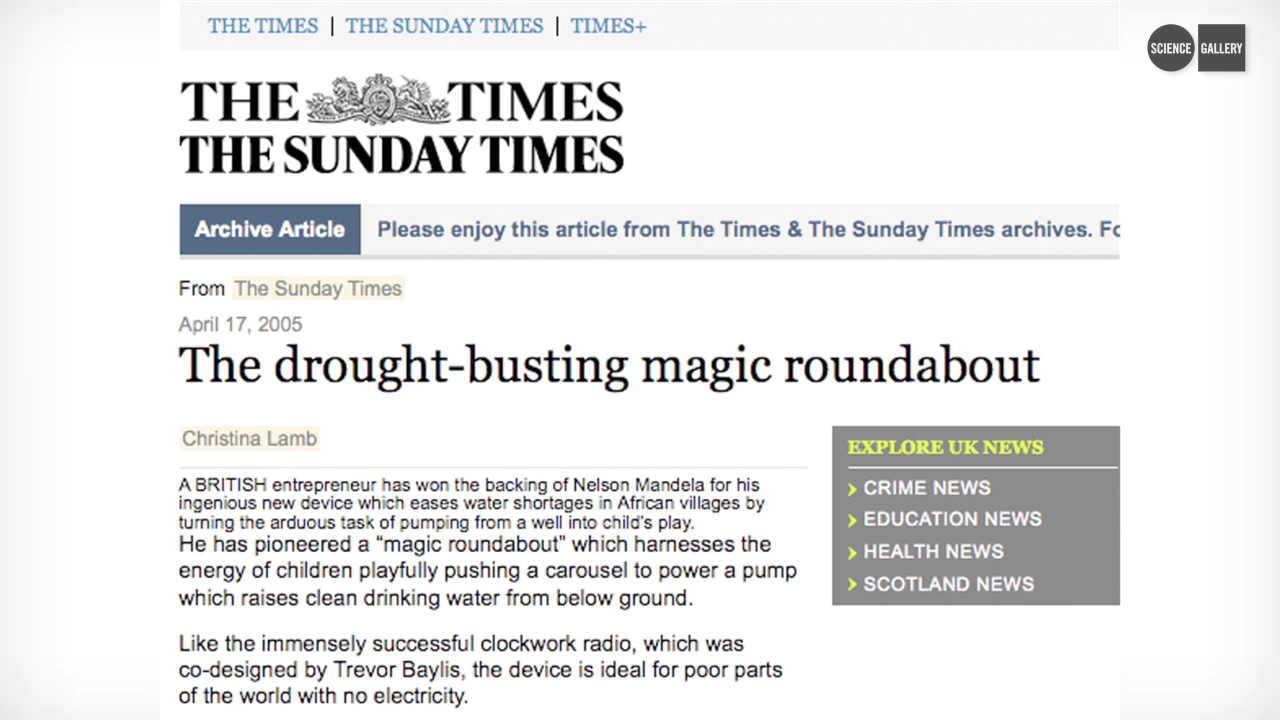 THE TIMES | THE SUNDAY TIMES | TIMES+
SCIENCE GALLERY
THE TIMES
THE SUNDAY TIMES
Archive Article Please enjoy this article from The Times & The Sunday Times archives. Fo
From The Sunday Times
April 17, 2005
The drought-busting magic roundabout
Christina Lamb
A BRITISH entrepreneur has won the backing of Nelson Mandela for his
ingenious new device which eases water shortages in African villages by
turning the arduous task of pumping from a well into child's play.
He has pioneered a “magic roundabout” which harnesses the
energy of children playfully pushing a carousel to power a pump
which raises clean drinking water from below ground.
Like the immensely successful clockwork radio, which was
co-designed by Trevor Baylis, the device is ideal for poor parts
of the world with no electricity.
EXPLORE UK NEWS
CRIME NEWS
EDUCATION NEWS
HEALTH NEWS
SCOTLAND NEWS